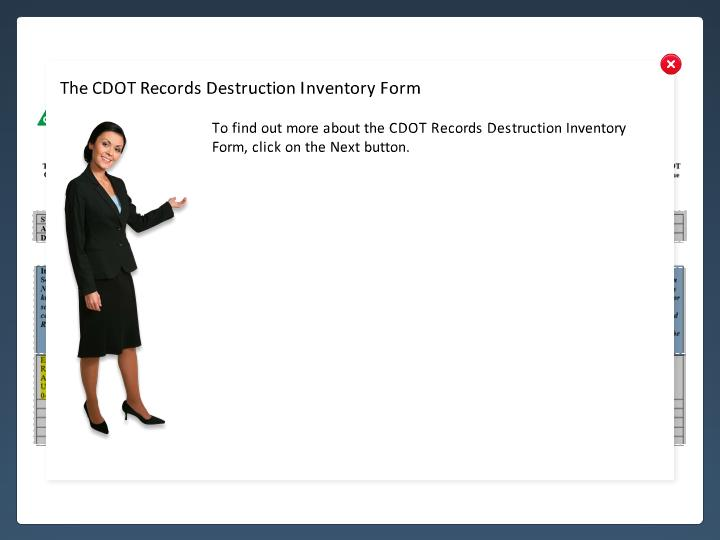 The CDOT Records Destruction Inventory Form
To find out more about the CDOT Records Destruction Inventory
Form, click on the Next button.